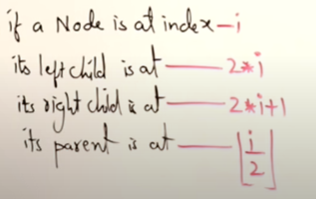 if a Node is at index — i
its left child is at — 2*i
its right child is at — 2*i+1
its parent is at — ⌊i/2⌋